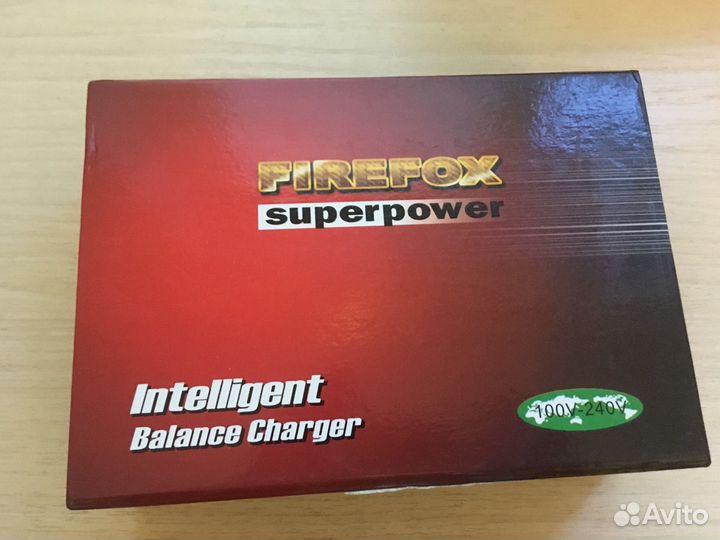 FIREFOX
superpower
Intelligent
Balance Charger
100V-240V
Avito